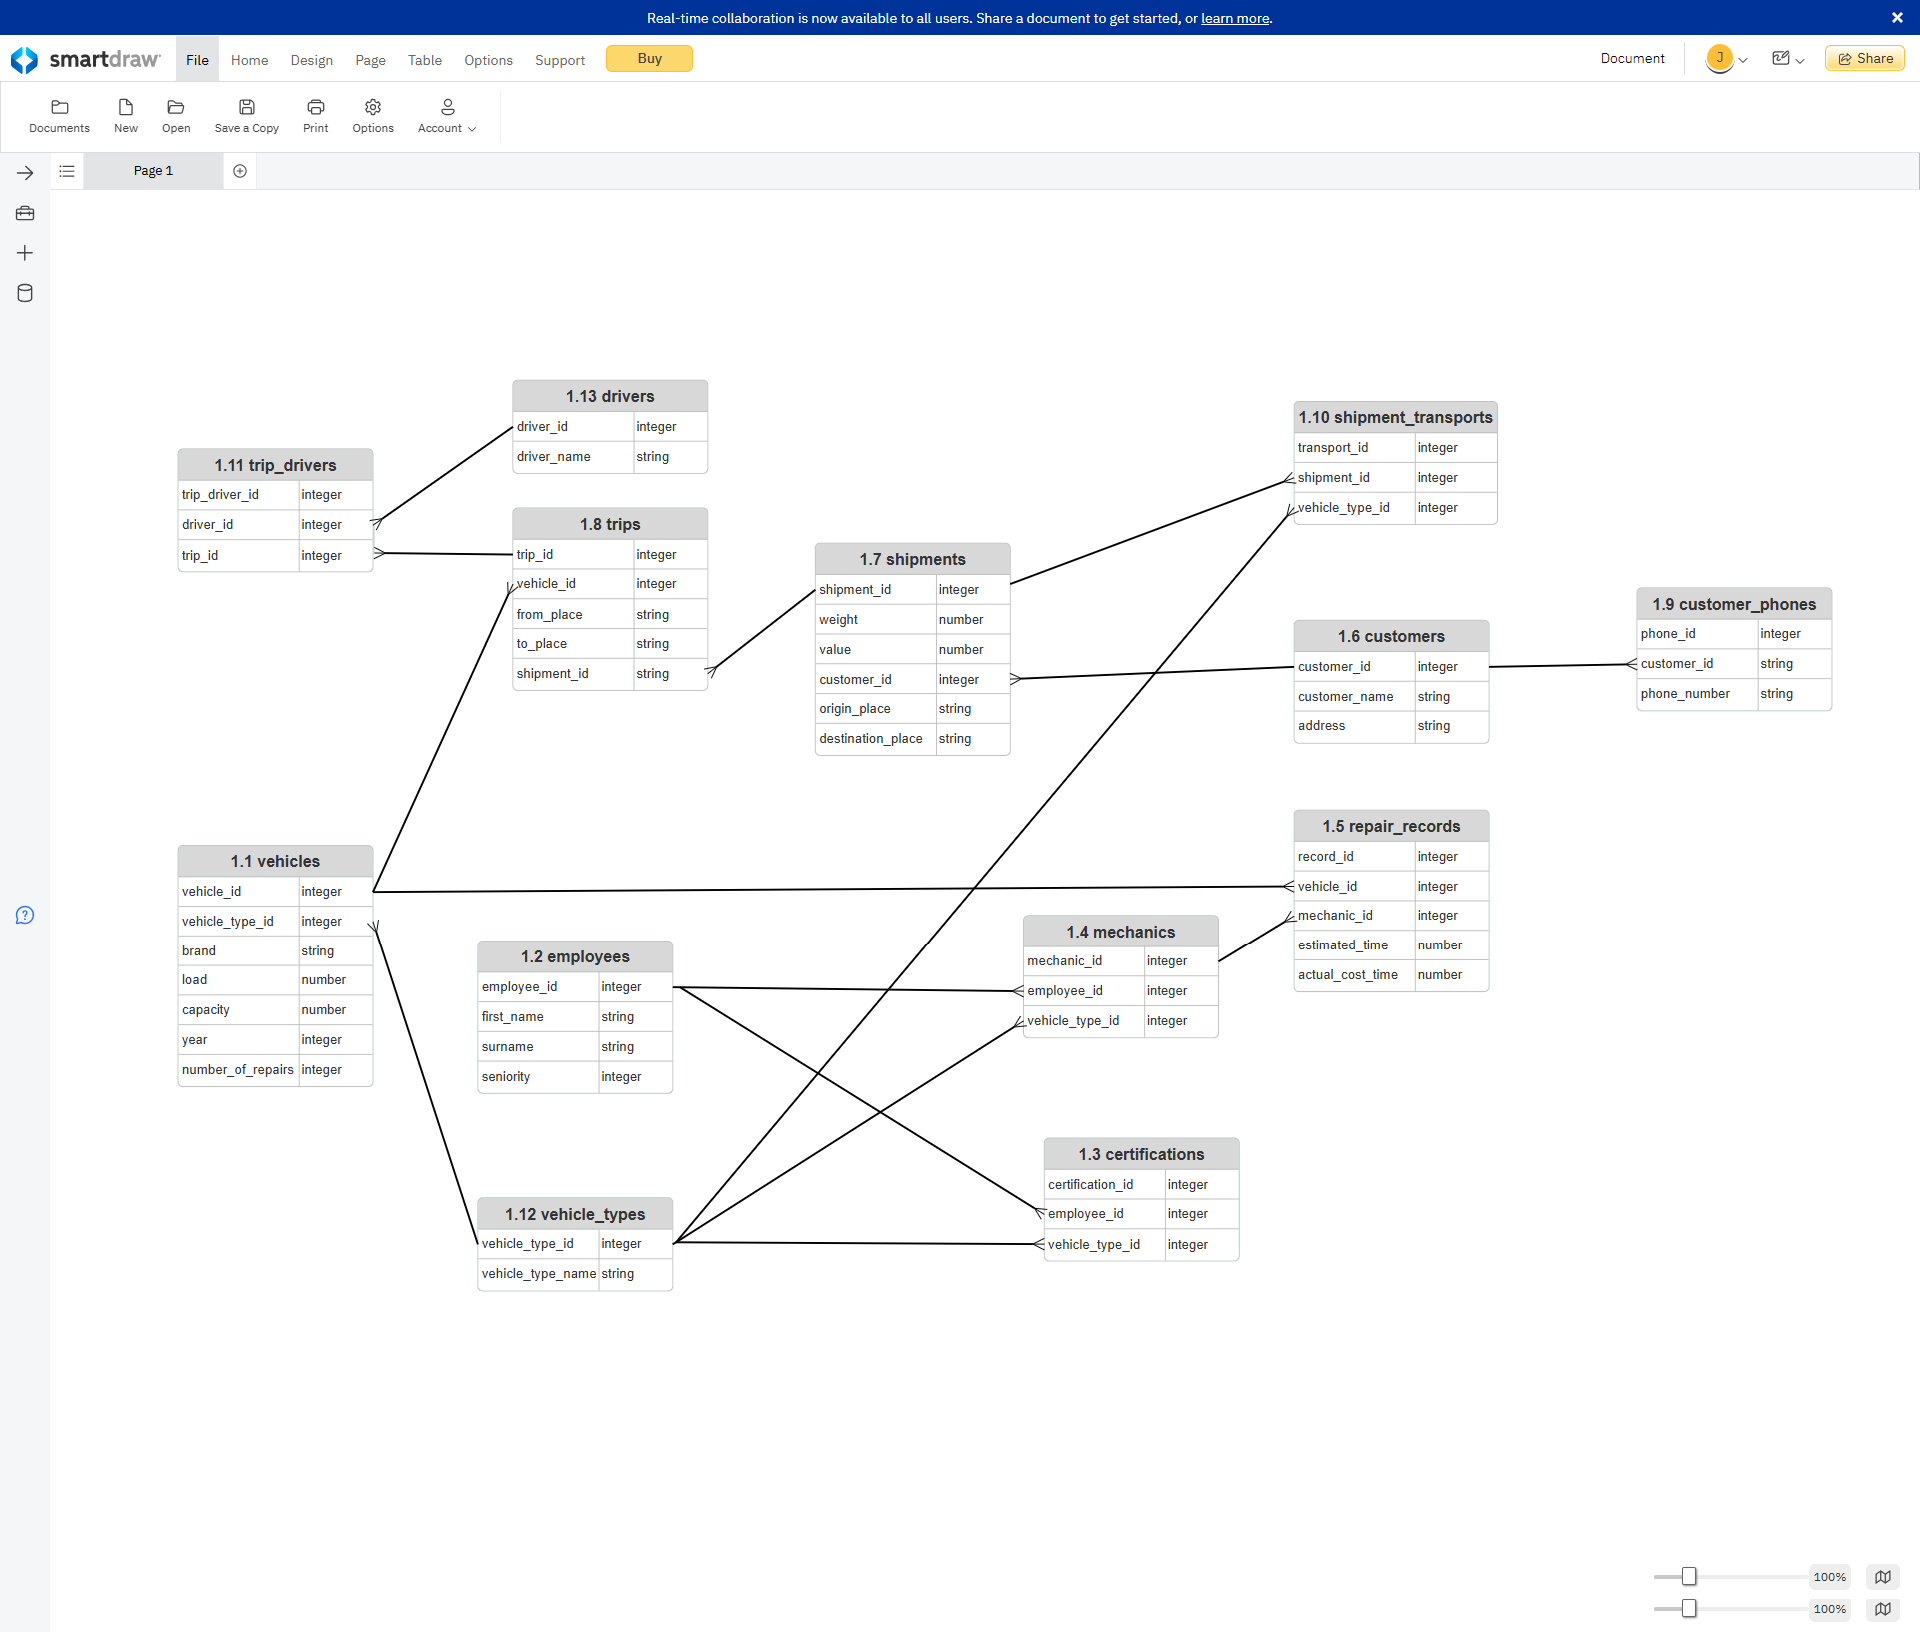 Real-time collaboration is now available to all users. Share a document to get started, or learn more.
smartdraw
File Home Design Page Table Options Support Buy
Document J Share
Documents New Open Save a Copy Print Options Account
Page 1
1.13 drivers
driver_id integer
driver_name string
1.11 trip_drivers
trip_driver_id integer
driver_id integer
trip_id integer
1.8 trips
trip_id integer
vehicle_id integer
from_place string
to_place string
shipment_id string
1.7 shipments
shipment_id integer
weight number
value number
customer_id integer
origin_place string
destination_place string
1.10 shipment_transports
transport_id integer
shipment_id integer
vehicle_type_id integer
1.6 customers
customer_id integer
customer_name string
address string
1.9 customer_phones
phone_id integer
customer_id string
phone_number string
1.1 vehicles
vehicle_id integer
vehicle_type_id integer
brand string
load number
capacity number
year integer
number_of_repairs integer
1.2 employees
employee_id integer
first_name string
surname string
seniority integer
1.4 mechanics
mechanic_id integer
employee_id integer
vehicle_type_id integer
1.5 repair_records
record_id integer
vehicle_id integer
mechanic_id integer
estimated_time number
actual_cost_time number
1.12 vehicle_types
vehicle_type_id integer
vehicle_type_name string
1.3 certifications
certification_id integer
employee_id integer
vehicle_type_id integer
100%
100%